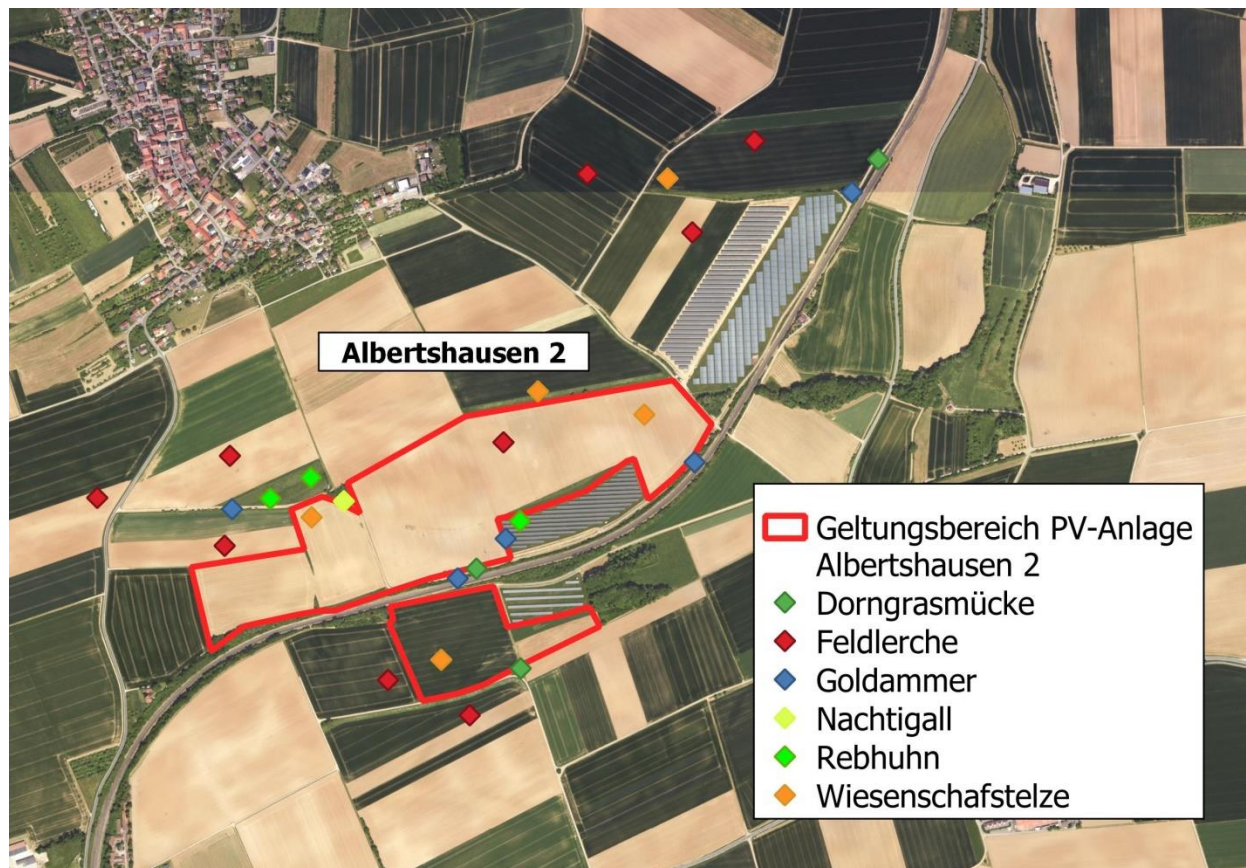 Albertshausen 2
Geltungsbereich PV-Anlage
Albertshausen 2
Dorngrasmücke
Feldlerche
Goldammer
Nachtigall
Rebhuhn
Wiesenschafstelze